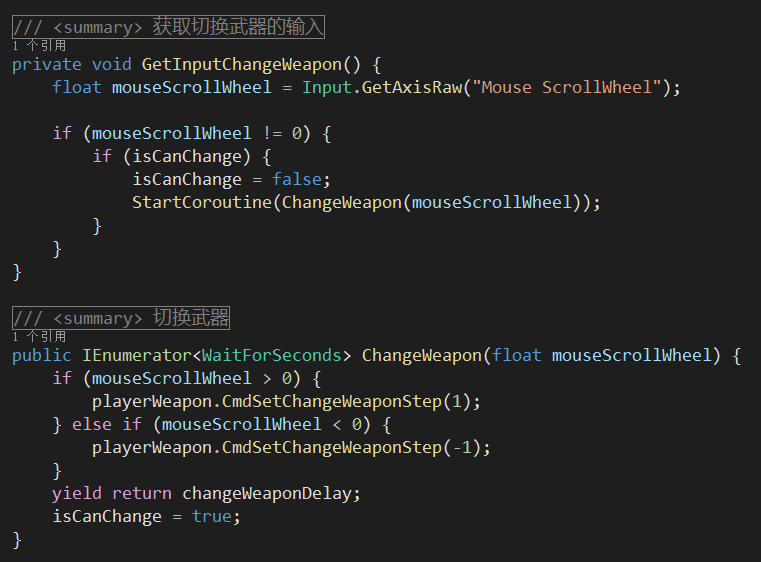 /// <summary> 获取切换武器的输入
1 个引用
private void GetInputChangeWeapon() {
    float mouseScrollWheel = Input.GetAxisRaw("Mouse ScrollWheel");

    if (mouseScrollWheel != 0) {
        if (isCanChange) {
            isCanChange = false;
            StartCoroutine(ChangeWeapon(mouseScrollWheel));
        }
    }
}

/// <summary> 切换武器
1 个引用
public IEnumerator<WaitForSeconds> ChangeWeapon(float mouseScrollWheel) {
    if (mouseScrollWheel > 0) {
        playerWeapon.CmdSetChangeWeaponStep(1);
    } else if (mouseScrollWheel < 0) {
        playerWeapon.CmdSetChangeWeaponStep(-1);
    }
    yield return changeWeaponDelay;
    isCanChange = true;
}